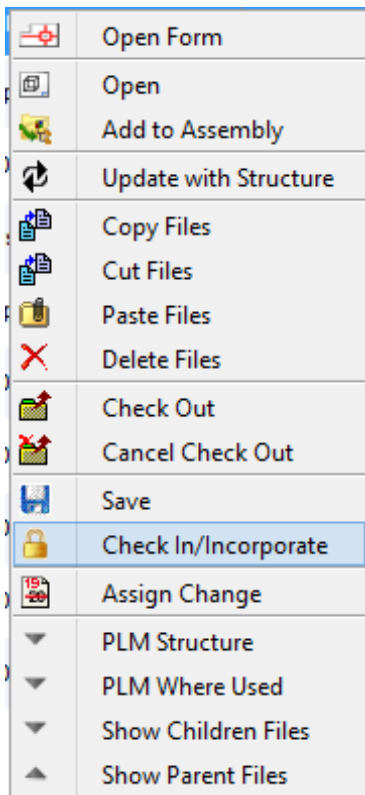 Open Form
Open
Add to Assembly
Update with Structure
Copy Files
Cut Files
Paste Files
Delete Files
Check Out
Cancel Check Out
Save
Check In/Incorporate
Assign Change
PLM Structure
PLM Where Used
Show Children Files
Show Parent Files